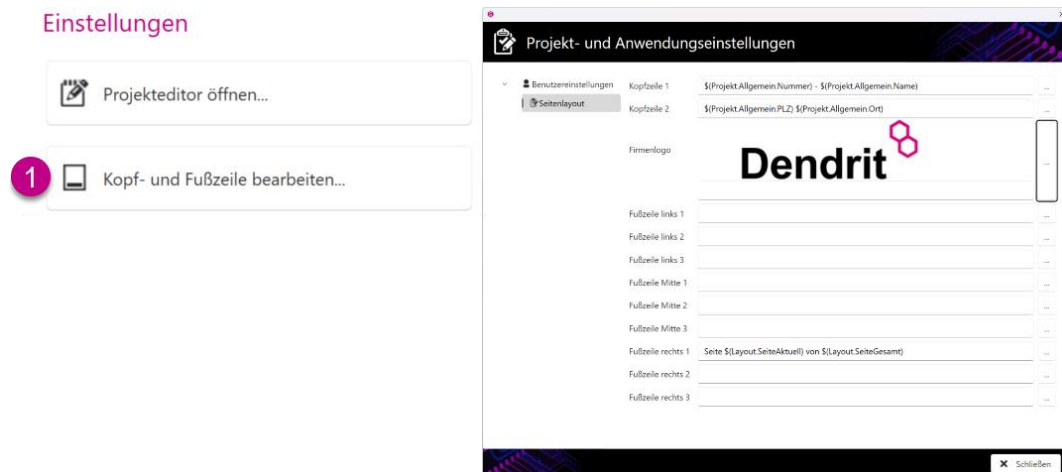 Einstellungen
Projekteditor öffnen...
1
Kopf- und Fußzeile bearbeiten...
Projekt- und Anwendungseinstellungen
Benutzereinstellungen
Seitenlayout
Kopfzeile 1 $(Projekt.Allgemein.Nummer) - $(Projekt.Allgemein.Name) ...
Kopfzeile 2 $(Projekt.Allgemein.PLZ) $(Projekt.Allgemein.Ort) ...
Firmenlogo Dendrit ...
Fußzeile links 1 ...
Fußzeile links 2 ...
Fußzeile links 3 ...
Fußzeile Mitte 1 ...
Fußzeile Mitte 2 ...
Fußzeile Mitte 3 ...
Fußzeile rechts 1 Seite $(Layout.SeiteAktuell) von $(Layout.SeiteGesamt) ...
Fußzeile rechts 2 ...
Fußzeile rechts 3 ...
Schließen